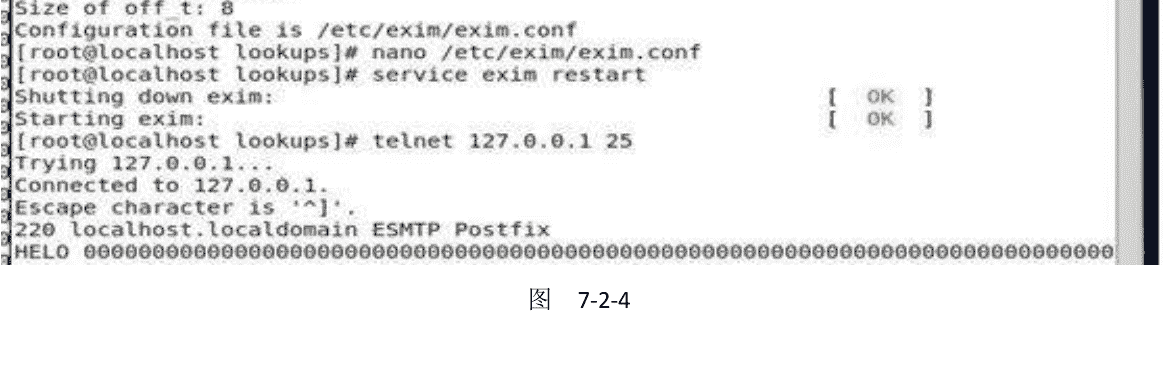 Size of off_t: 8
Configuration file is /etc/exim/exim.conf
[root@localhost lookups]# nano /etc/exim/exim.conf
[root@localhost lookups]# service exim restart
Shutting down exim: [ OK ]
Starting exim: [ OK ]
[root@localhost lookups]# telnet 127.0.0.1 25
Trying 127.0.0.1...
Connected to 127.0.0.1.
Escape character is '^]'.
220 localhost.localdomain ESMTP Postfix
HELO 000000000000000000000000000000000000000000000000000000000000000000000000000
图 7-2-4